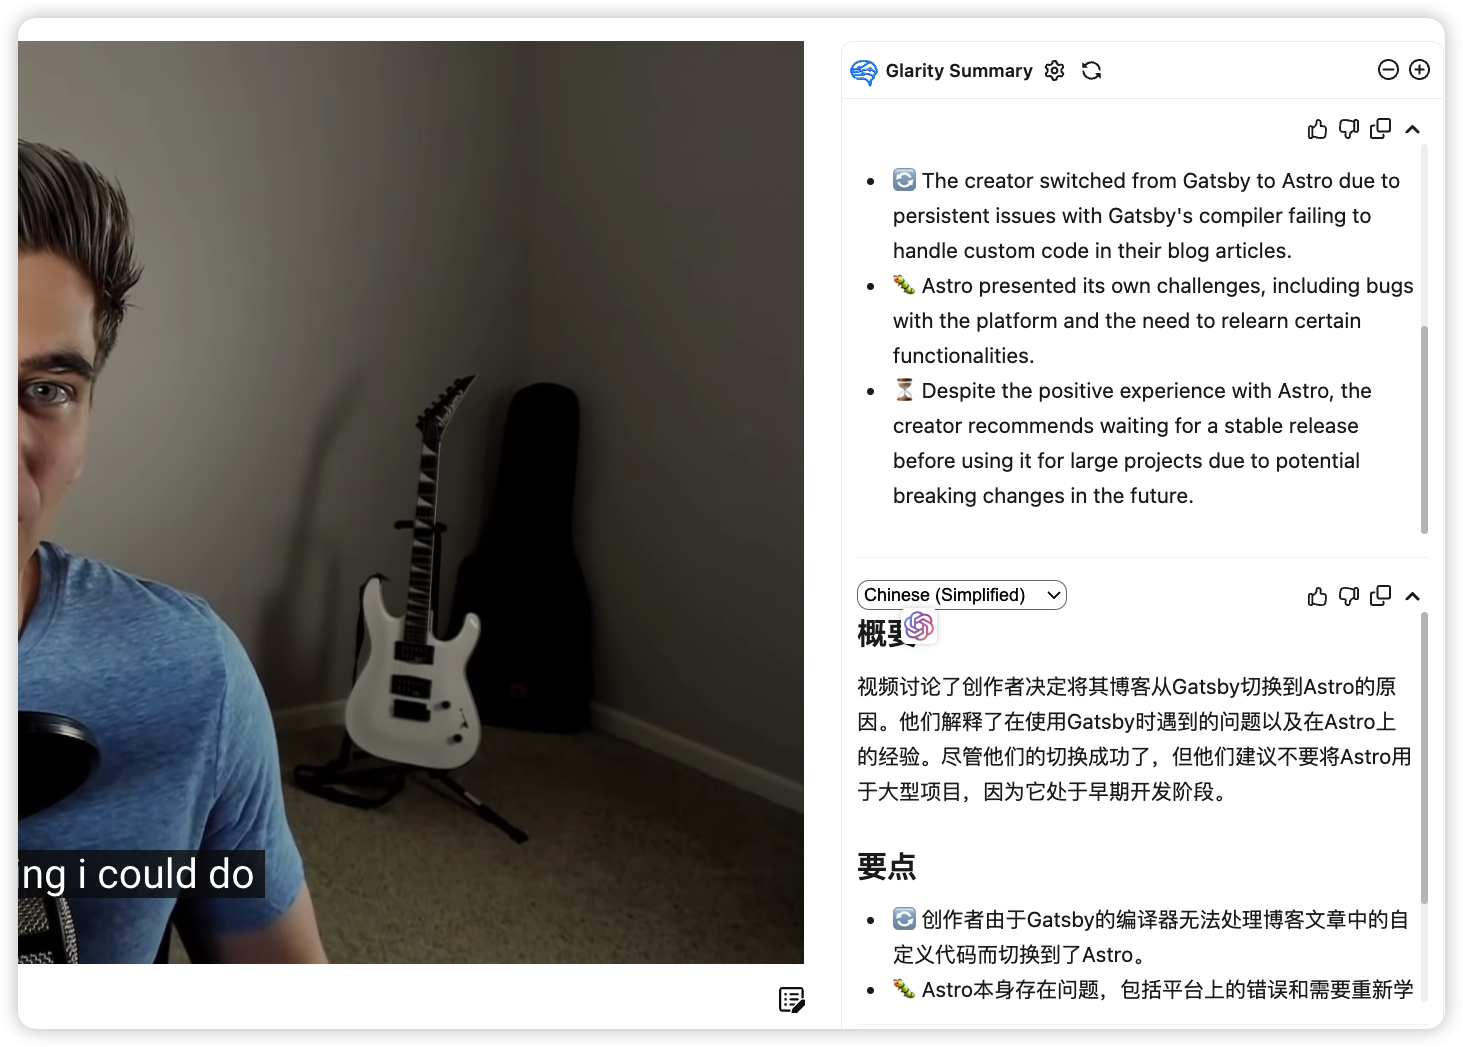 Glarity Summary
🔄 The creator switched from Gatsby to Astro due to
persistent issues with Gatsby's compiler failing to
handle custom code in their blog articles.
🐛 Astro presented its own challenges, including bugs
with the platform and the need to relearn certain
functionalities.
⏳ Despite the positive experience with Astro, the
creator recommends waiting for a stable release
before using it for large projects due to potential
breaking changes in the future.
Chinese (Simplified)
概要
视频讨论了创作者决定将其博客从Gatsby切换到Astro的原
因。他们解释了在使用Gatsby时遇到的问题以及在Astro上
的经验。尽管他们的切换成功了，但他们建议不要将Astro用
于大型项目，因为它处于早期开发阶段。
要点
🔄 创作者由于Gatsby的编译器无法处理博客文章中的自
定义代码而切换到了Astro。
🐛 Astro本身存在问题，包括平台上的错误和需要重新学
ing i could do